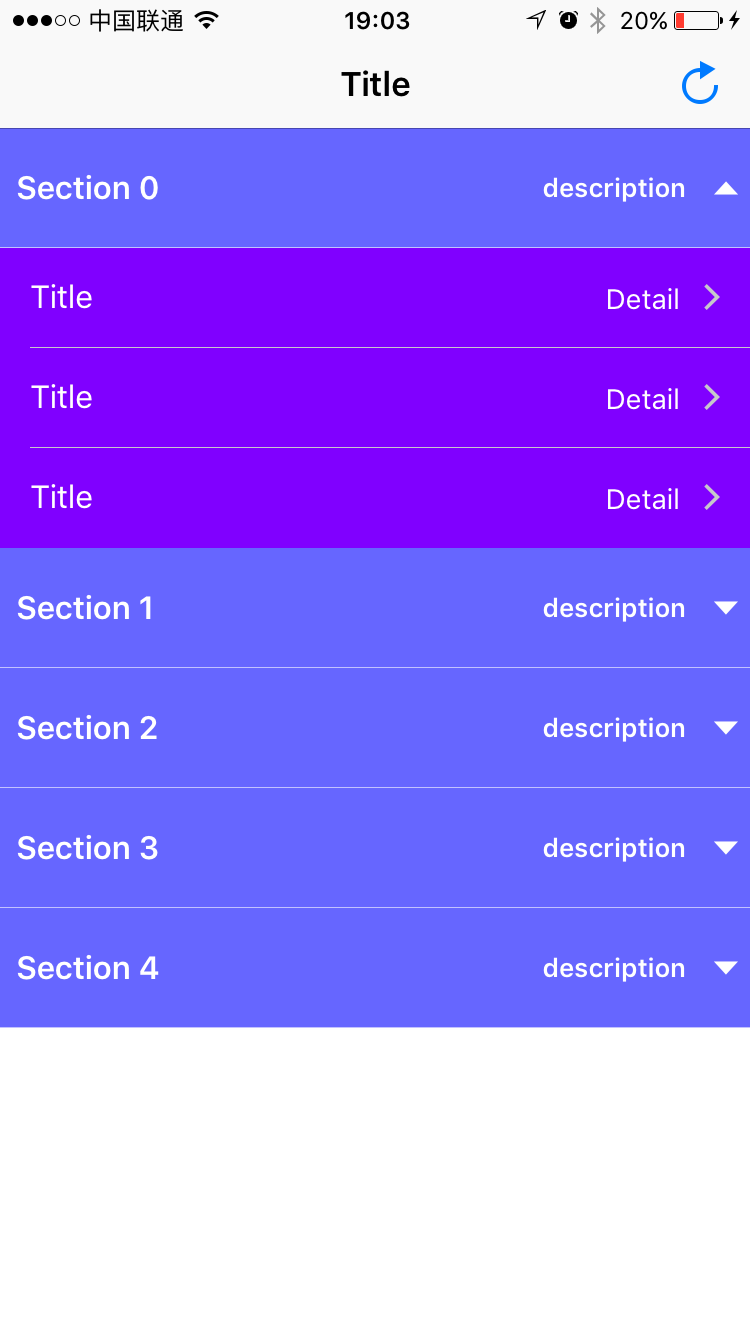 中国联通 19:03 20%
Title
Section 0 description
Title Detail
Title Detail
Title Detail
Section 1 description
Section 2 description
Section 3 description
Section 4 description